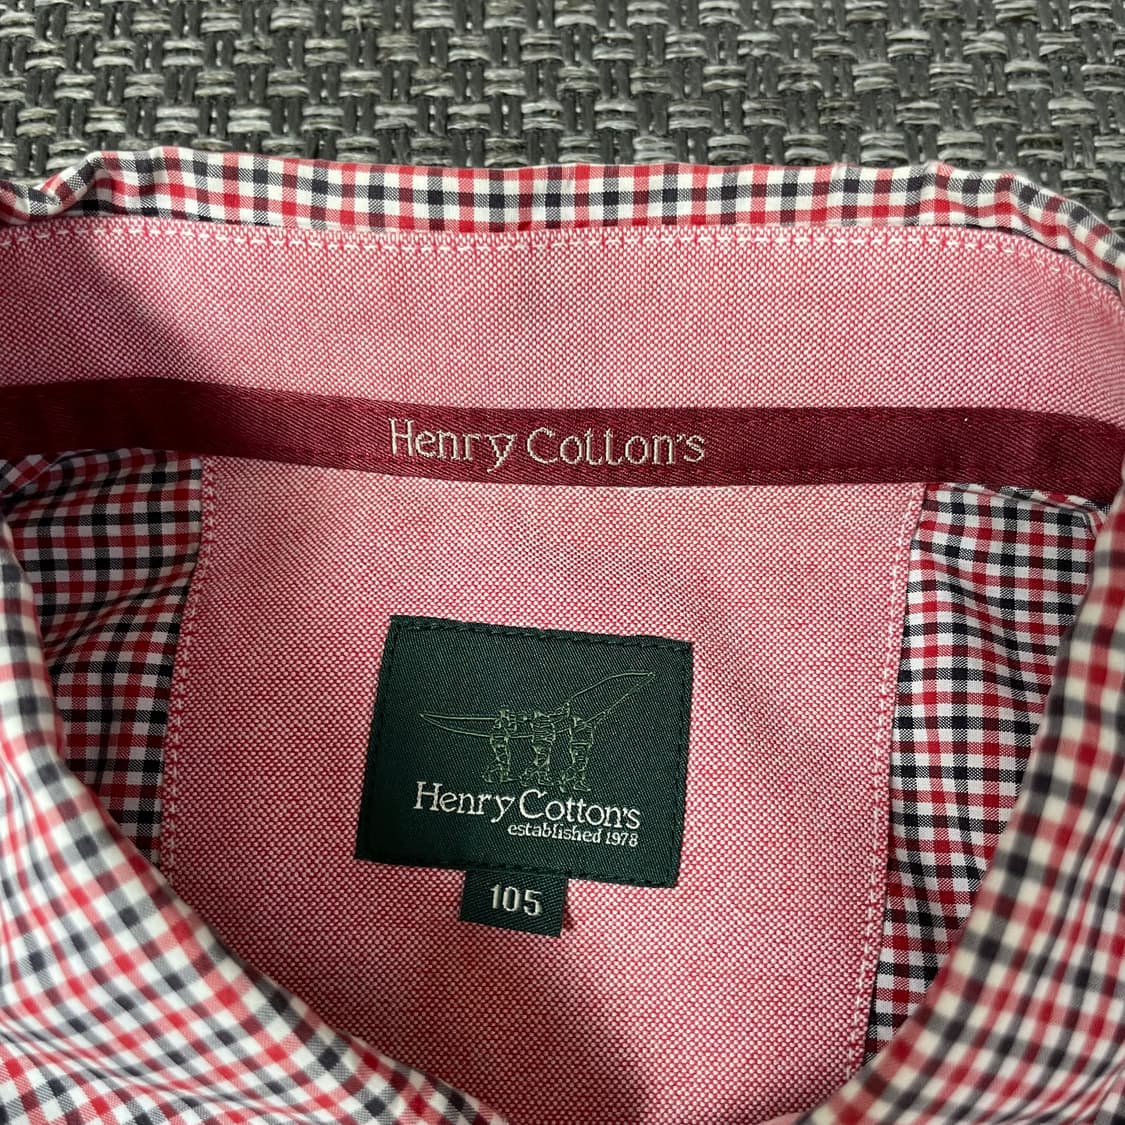 Henry Cotton's
Henry Cotton's
established 1978
105